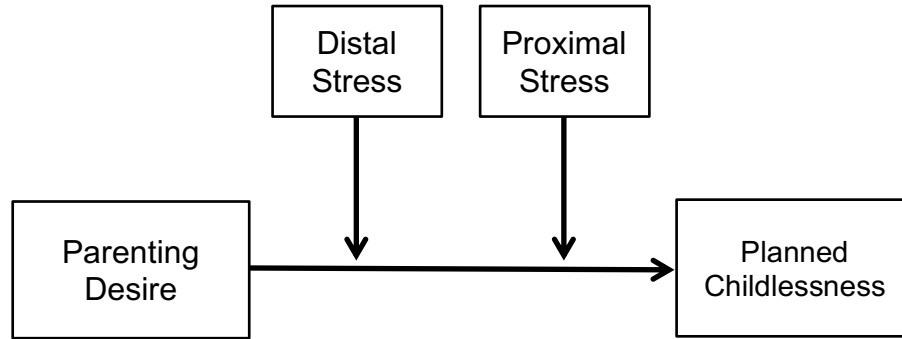 Distal
Stress
Proximal
Stress
Parenting
Desire
Planned
Childlessness